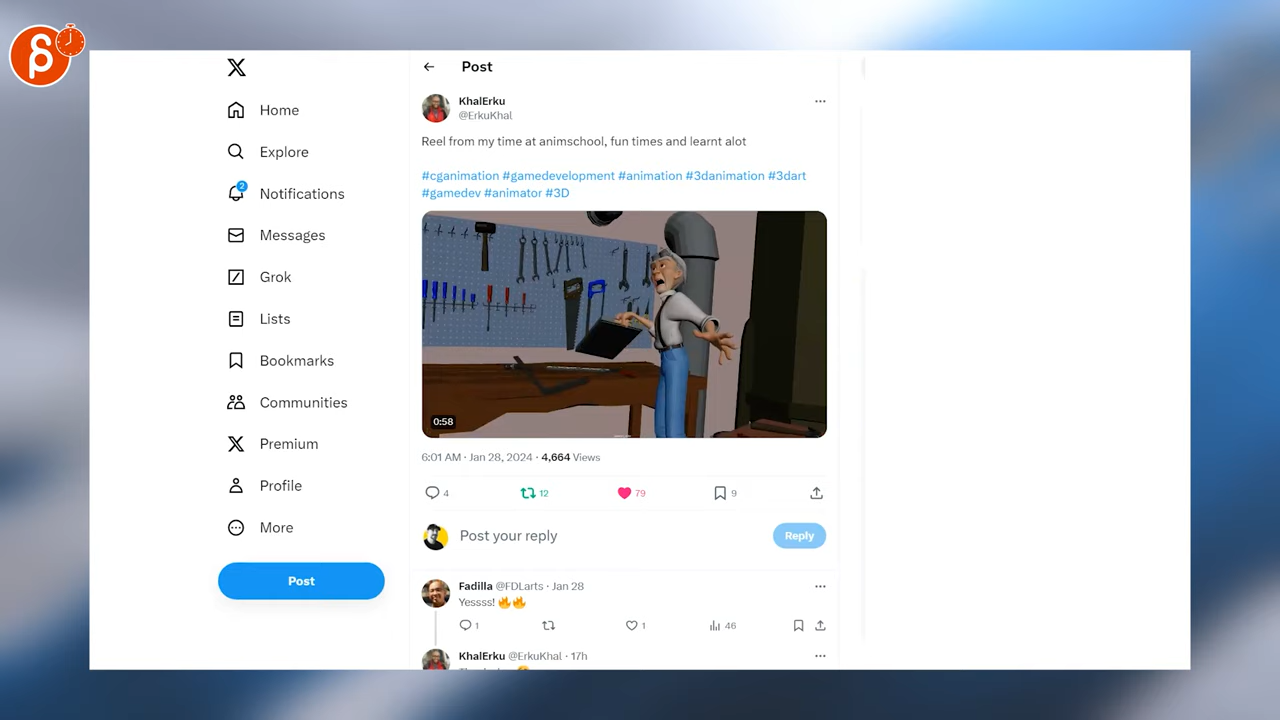 Post
Home
Explore
2
Notifications
Messages
Grok
Lists
Bookmarks
Communities
Premium
Profile
More
Post
KhalErku
@ErkuKhal
Reel from my time at animschool, fun times and learnt alot
#cganimation #gamedevelopment #animation #3danimation #3dart
#gamedev #animator #3D
0:58
6:01 AM · Jan 28, 2024 · 4,664 Views
4 12 79 9
Post your reply
Reply
Fadilla @FDLarts · Jan 28
Yessss! 🔥🔥
1 1 46
KhalErku @ErkuKhal · 17h